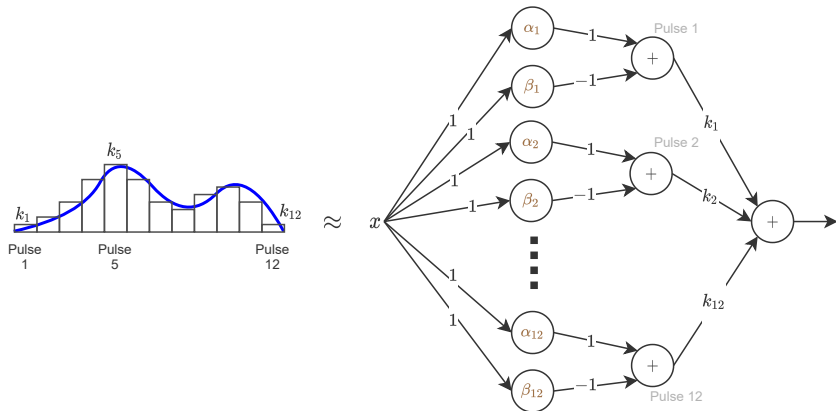 k₁
k₅
k₁₂
Pulse
1
Pulse
5
Pulse
12
≈
x
1
1
1
1
1
1
α₁
β₁
α₂
β₂
α₁₂
β₁₂
1
−1
1
−1
1
−1
Pulse 1
+
Pulse 2
+
+
Pulse 12
k₁
k₂
k₁₂
+